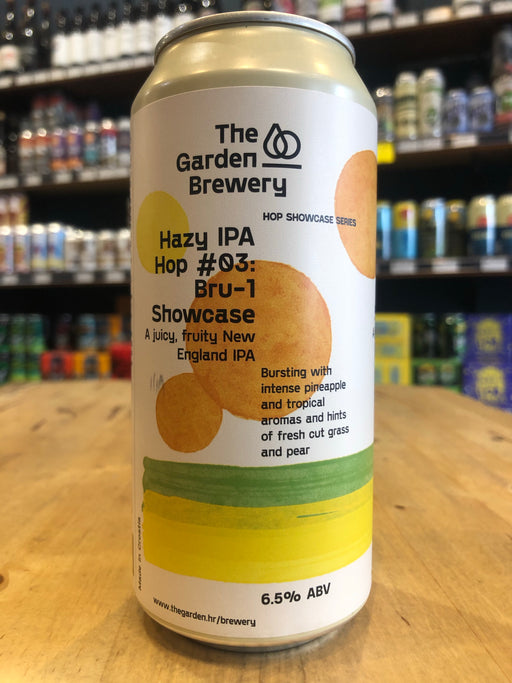 The
Garden
Brewery
HOP SHOWCASE SERIES
Hazy IPA
Hop #03:
Bru-1
Showcase
A juicy, fruity New
England IPA
Bursting with
intense pineapple
and tropical
aromas and hints
of fresh cut grass
and pear
Made in Croatia
6.5% ABV
www.thegarden.hr/brewery